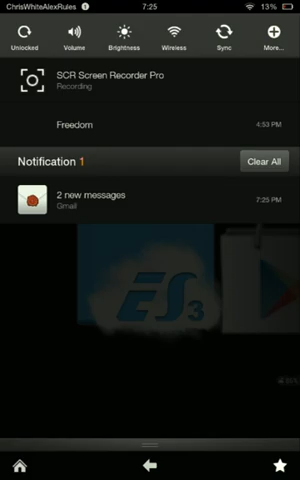 ChrisWhiteAlexRules 1 7:25 13%
Unlocked Volume Brightness Wireless Sync More...
SCR Screen Recorder Pro
Recording
Freedom 4:53 PM
Notification 1 Clear All
2 new messages 7:25 PM
Gmail
ES3